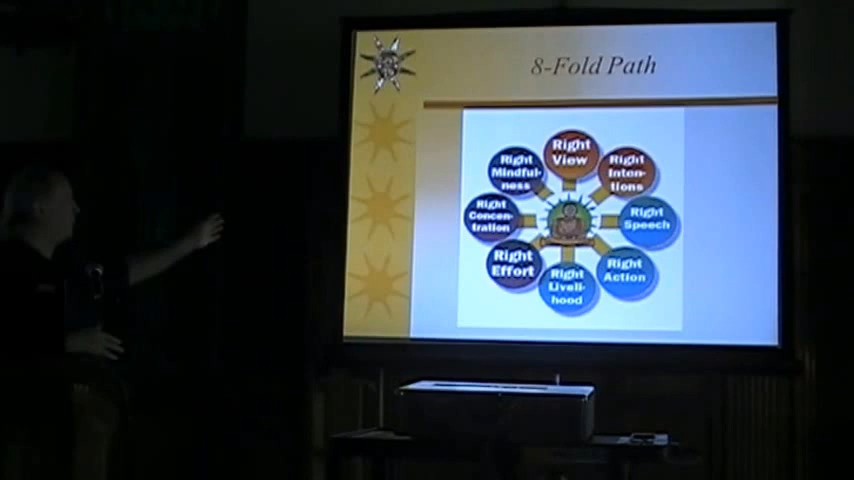 8-Fold Path
Right
View
Right
Inten-
tions
Right
Speech
Right
Action
Right
Liveli-
hood
Right
Effort
Right
Concen-
tration
Right
Mindful-
ness